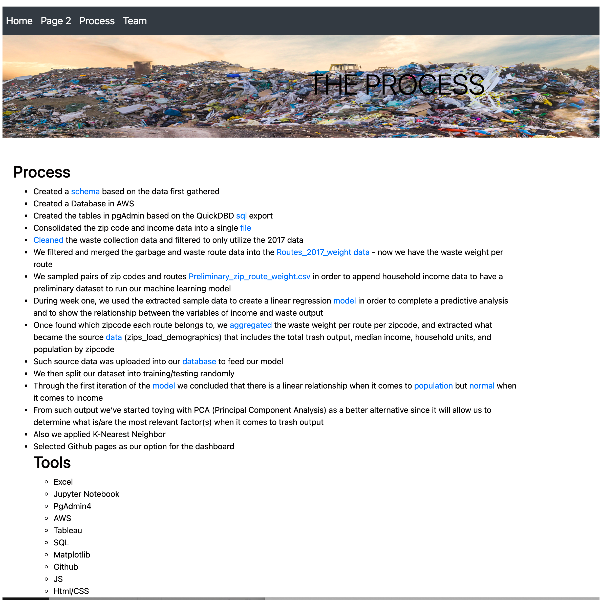 Home Page 2 Process Team
THE PROCESS
Process
Created a schema based on the data first gathered
Created a Database in AWS
Created the tables in pgAdmin based on the QuickDBD sql export
Consolidated the zip code and income data into a single file
Cleaned the waste collection data and filtered to only utilize the 2017 data
We filtered and merged the garbage and waste route data into the Routes_2017_weight data - now we have the waste weight per
route
We sampled pairs of zip codes and routes Preliminary_zip_route_weight.csv in order to append household income data to have a
preliminary dataset to run our machine learning model
During week one, we used the extracted sample data to create a linear regression model in order to complete a predictive analysis
and to show the relationship between the variables of income and waste output
Once found which zipcode each route belongs to, we aggregated the waste weight per route per zipcode, and extracted what
became the source data (zips_load_demographics) that includes the total trash output, median income, household units, and
population by zipcode
Such source data was uploaded into our database to feed our model
We then split our dataset into training/testing randomly
Through the first iteration of the model we concluded that there is a linear relationship when it comes to population but normal when
it comes to income
From such output we've started toying with PCA (Principal Component Analysis) as a better alternative since it will allow us to
determine what is/are the most relevant factor(s) when it comes to trash output
Also we applied K-Nearest Neighbor
Selected Github pages as our option for the dashboard
Tools
Excel
Jupyter Notebook
PgAdmin4
AWS
Tableau
SQL
Matplotlib
Github
JS
Html/CSS